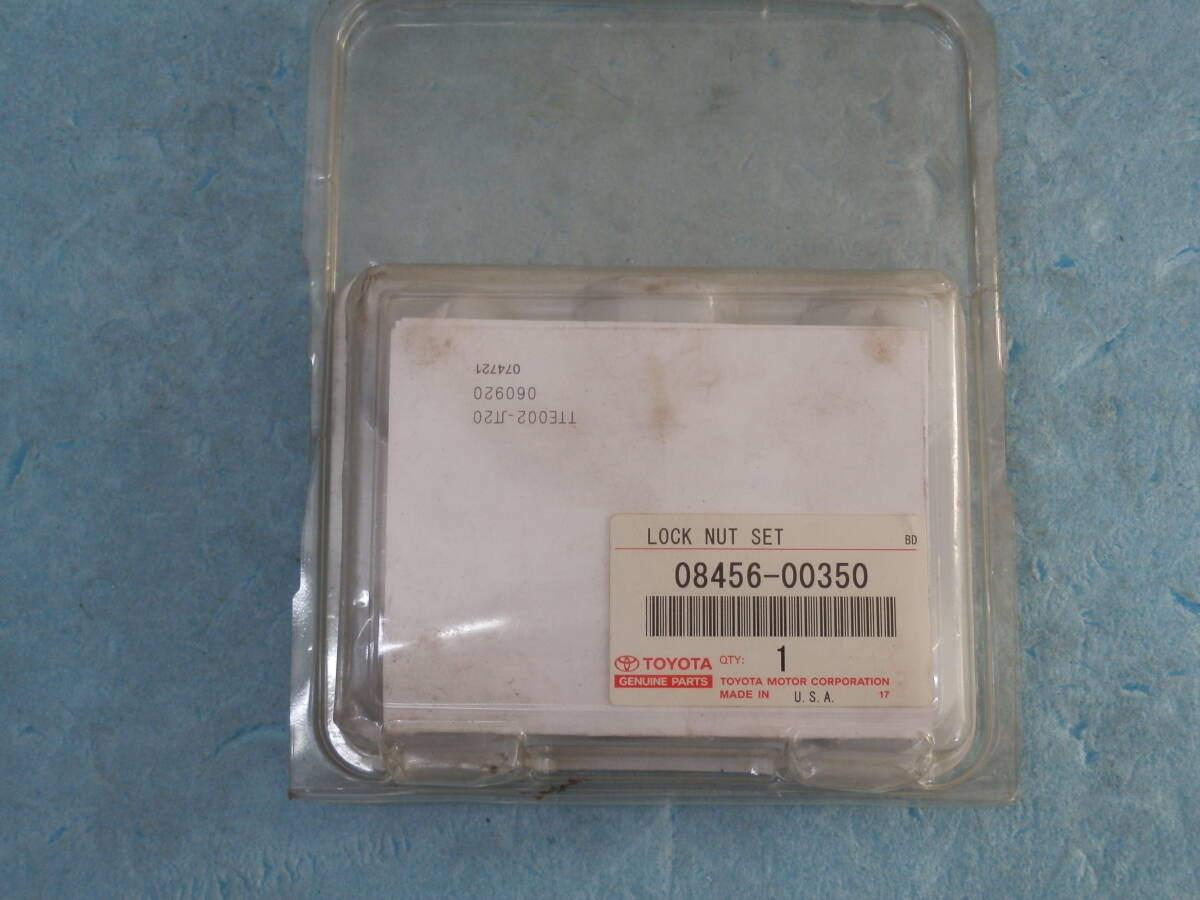 TTE002-JT20
060920
074721
LOCK NUT SET
BD
08456-00350
TOYOTA
GENUINE PARTS
QTY: 1
TOYOTA MOTOR CORPORATION
MADE IN U.S.A. 17